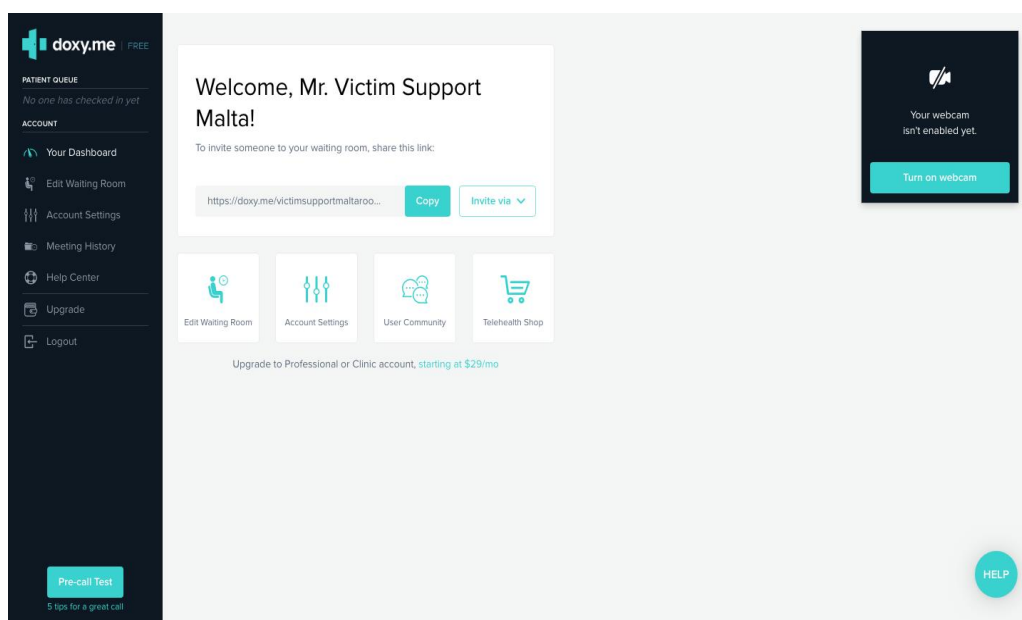 doxy.me | FREE
PATIENT QUEUE
No one has checked in yet
ACCOUNT
Your Dashboard
Edit Waiting Room
Account Settings
Meeting History
Help Center
Upgrade
Logout
Pre-call Test
5 tips for a great call
Welcome, Mr. Victim Support
Malta!
To invite someone to your waiting room, share this link:
https://doxy.me/victimsupportmaltaroo... Copy Invite via
Edit Waiting Room Account Settings User Community Telehealth Shop
Upgrade to Professional or Clinic account, starting at $29/mo
Your webcam
isn't enabled yet.
Turn on webcam
HELP